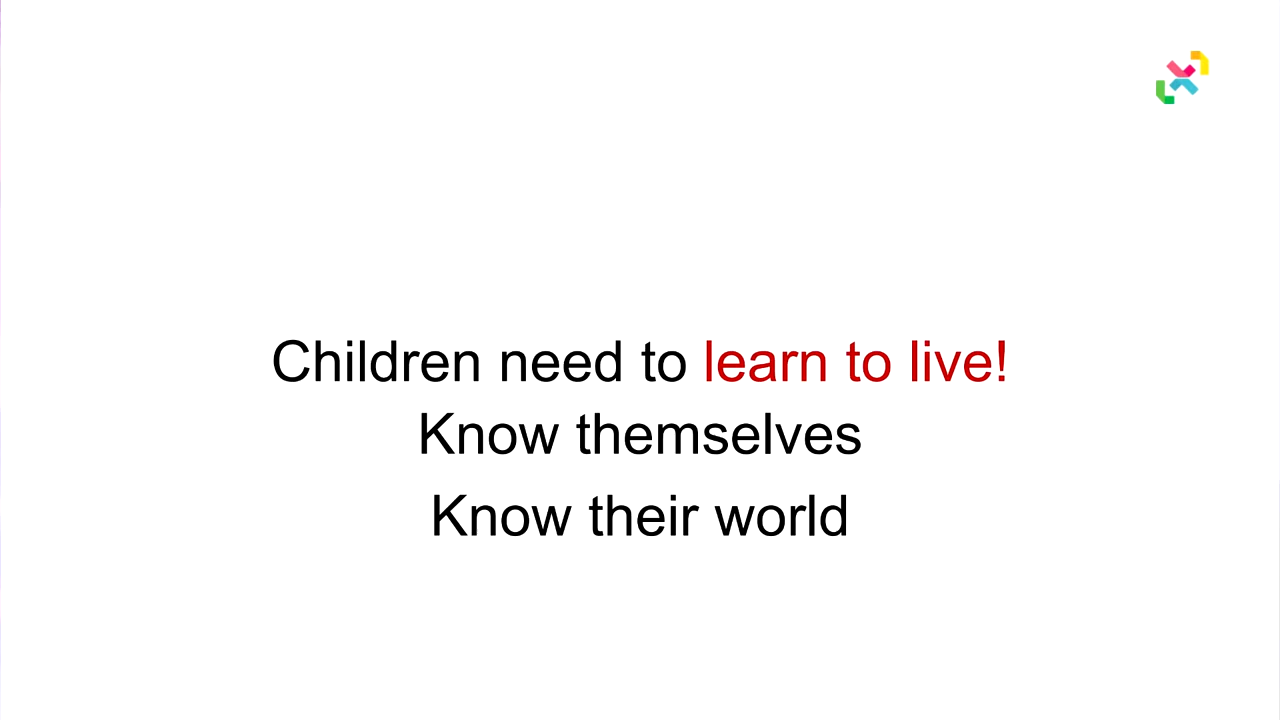 Children need to learn to live!
Know themselves
Know their world